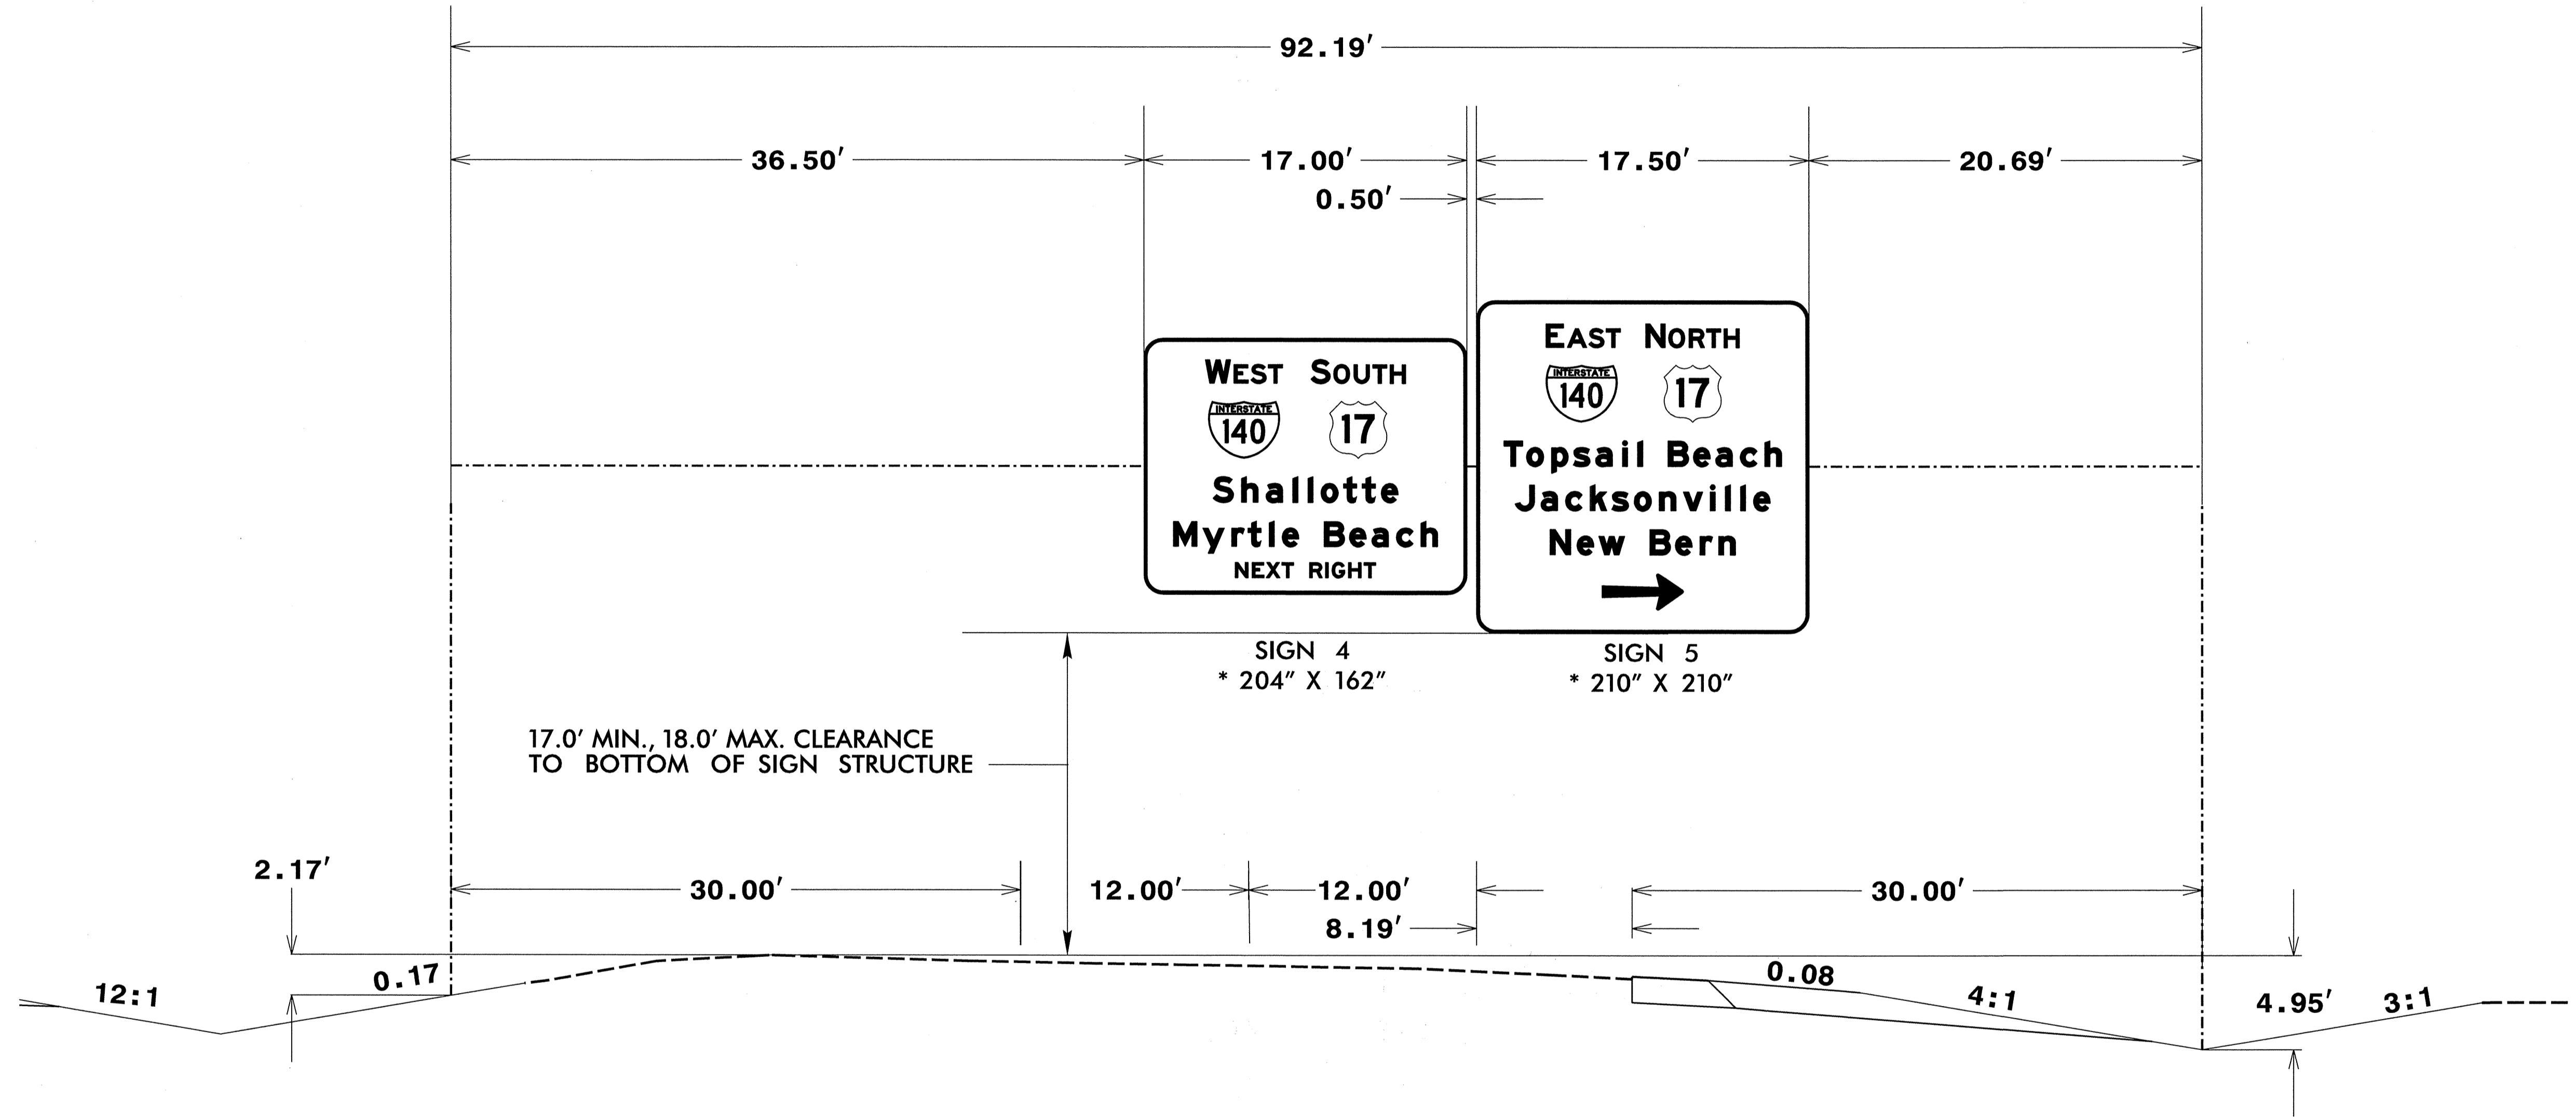 92.19′
36.50′ 17.00′ 17.50′ 20.69′
0.50′
WEST SOUTH
INTERSTATE
140 17
Shallotte
Myrtle Beach
NEXT RIGHT
EAST NORTH
INTERSTATE
140 17
Topsail Beach
Jacksonville
New Bern
SIGN 4
* 204″ X 162″
SIGN 5
* 210″ X 210″
17.0′ MIN., 18.0′ MAX. CLEARANCE
TO BOTTOM OF SIGN STRUCTURE
2.17′
30.00′ 12.00′ 12.00′ 30.00′
8.19′
12:1 0.17 0.08 4:1 4.95′ 3:1